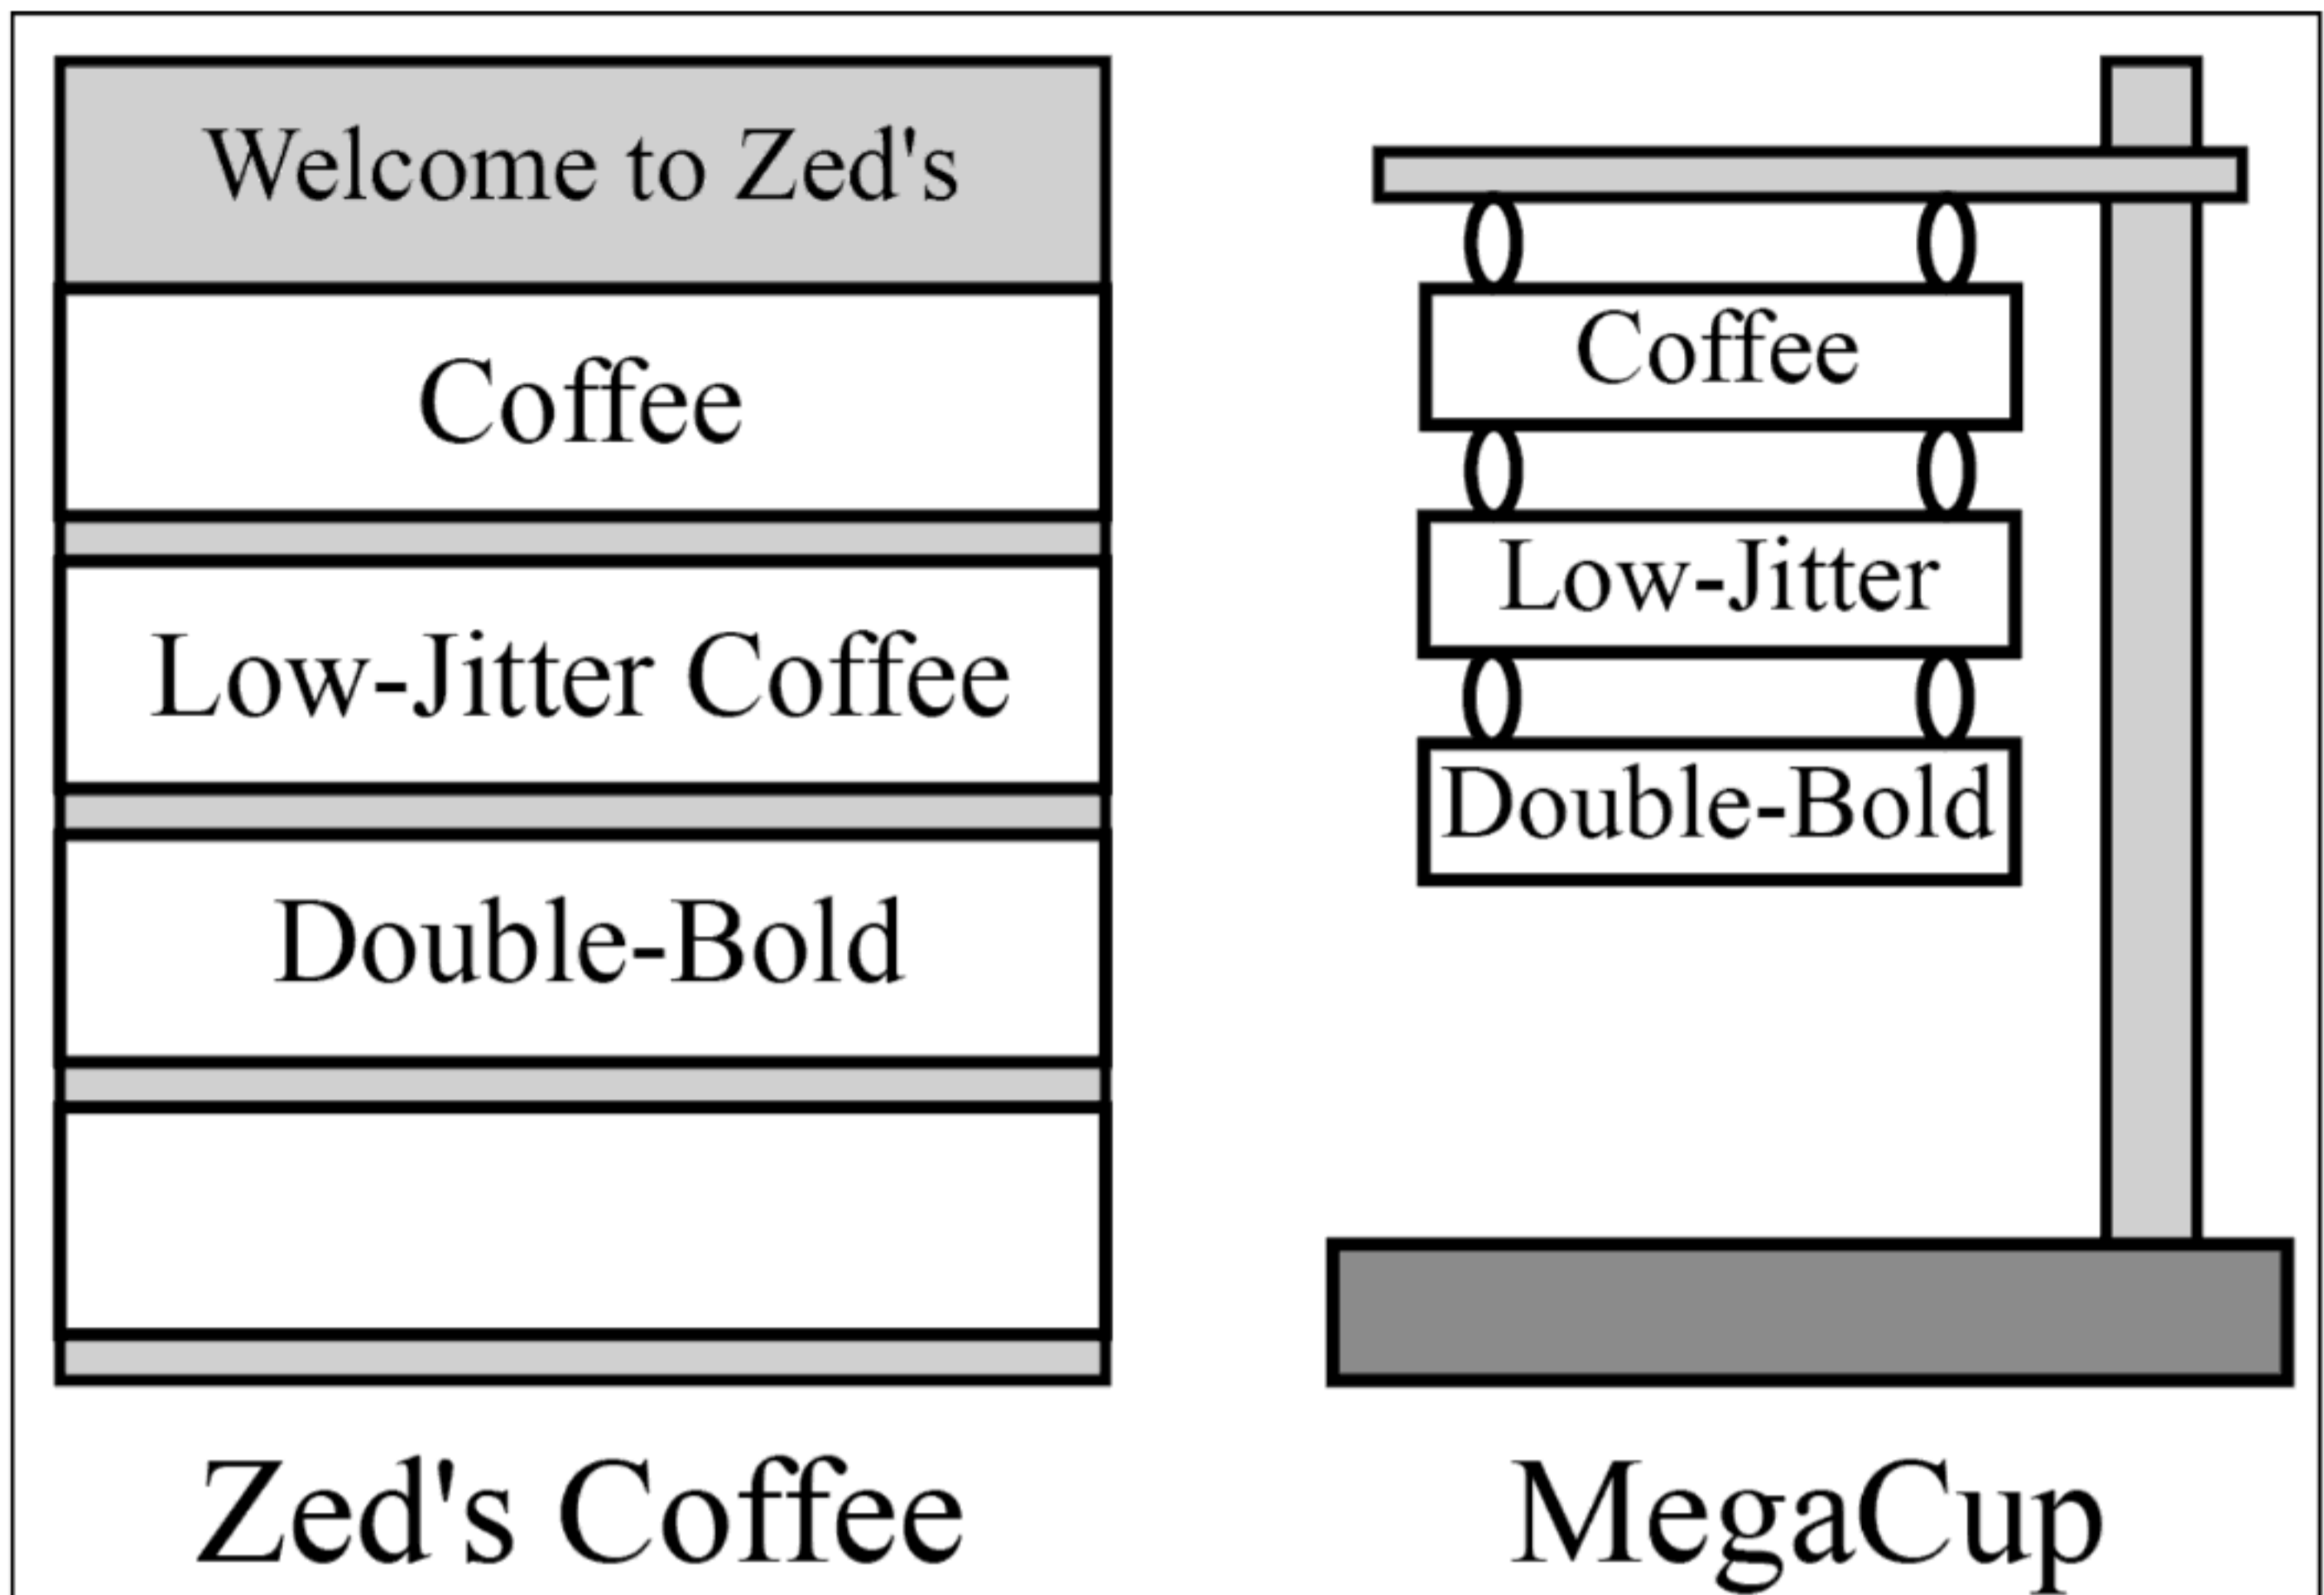 Welcome to Zed's
Coffee
Low-Jitter Coffee
Double-Bold
Zed's Coffee
Coffee
Low-Jitter
Double-Bold
MegaCup